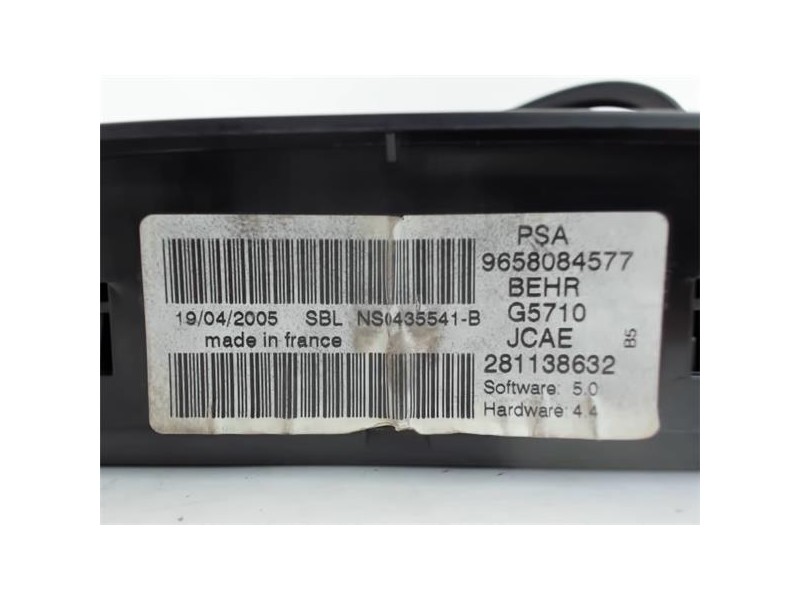 PSA
9658084577
BEHR
G5710
JCAE
281138632
Software: 5.0
Hardware: 4.4
B5
19/04/2005 SBL NS0435541-B
made in france